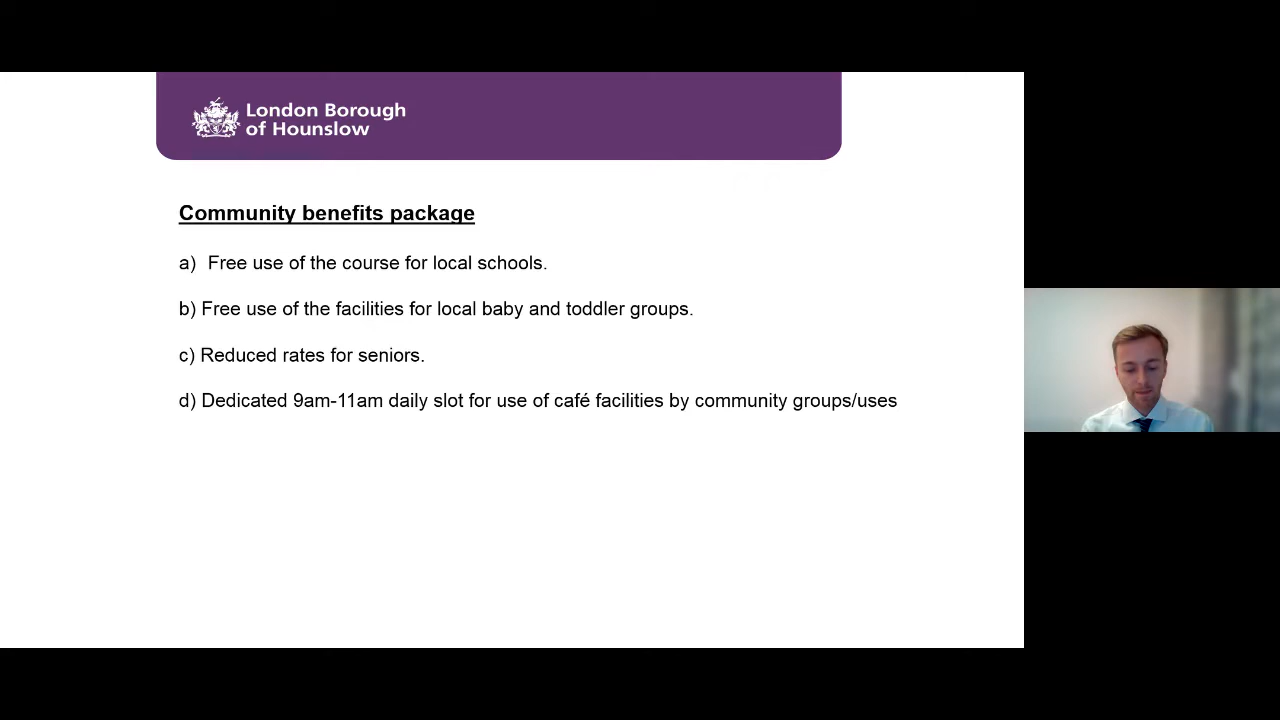 London Borough
of Hounslow
Community benefits package
a) Free use of the course for local schools.
b) Free use of the facilities for local baby and toddler groups.
c) Reduced rates for seniors.
d) Dedicated 9am-11am daily slot for use of café facilities by community groups/uses